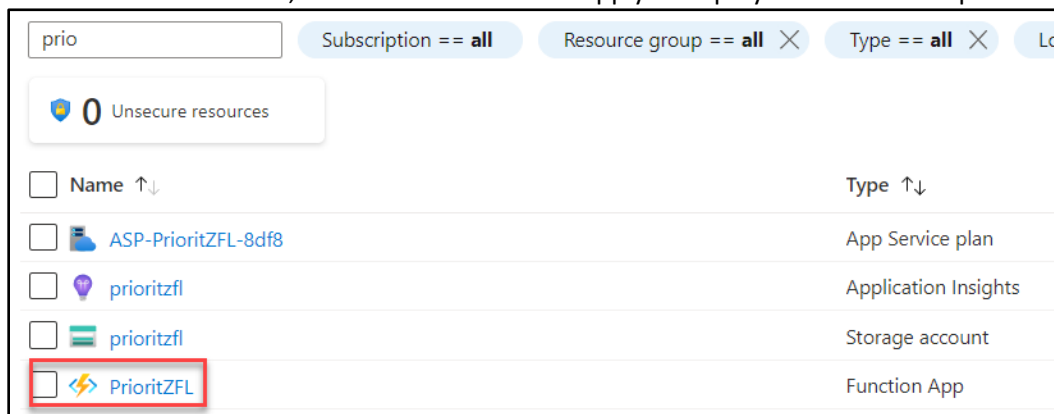 prio Subscription == all Resource group == all Type == all Lo
0 Unsecure resources
Name ↑↓ Type ↑↓
ASP-PrioritZFL-8df8 App Service plan
prioritzfl Application Insights
prioritzfl Storage account
PrioritZFL Function App